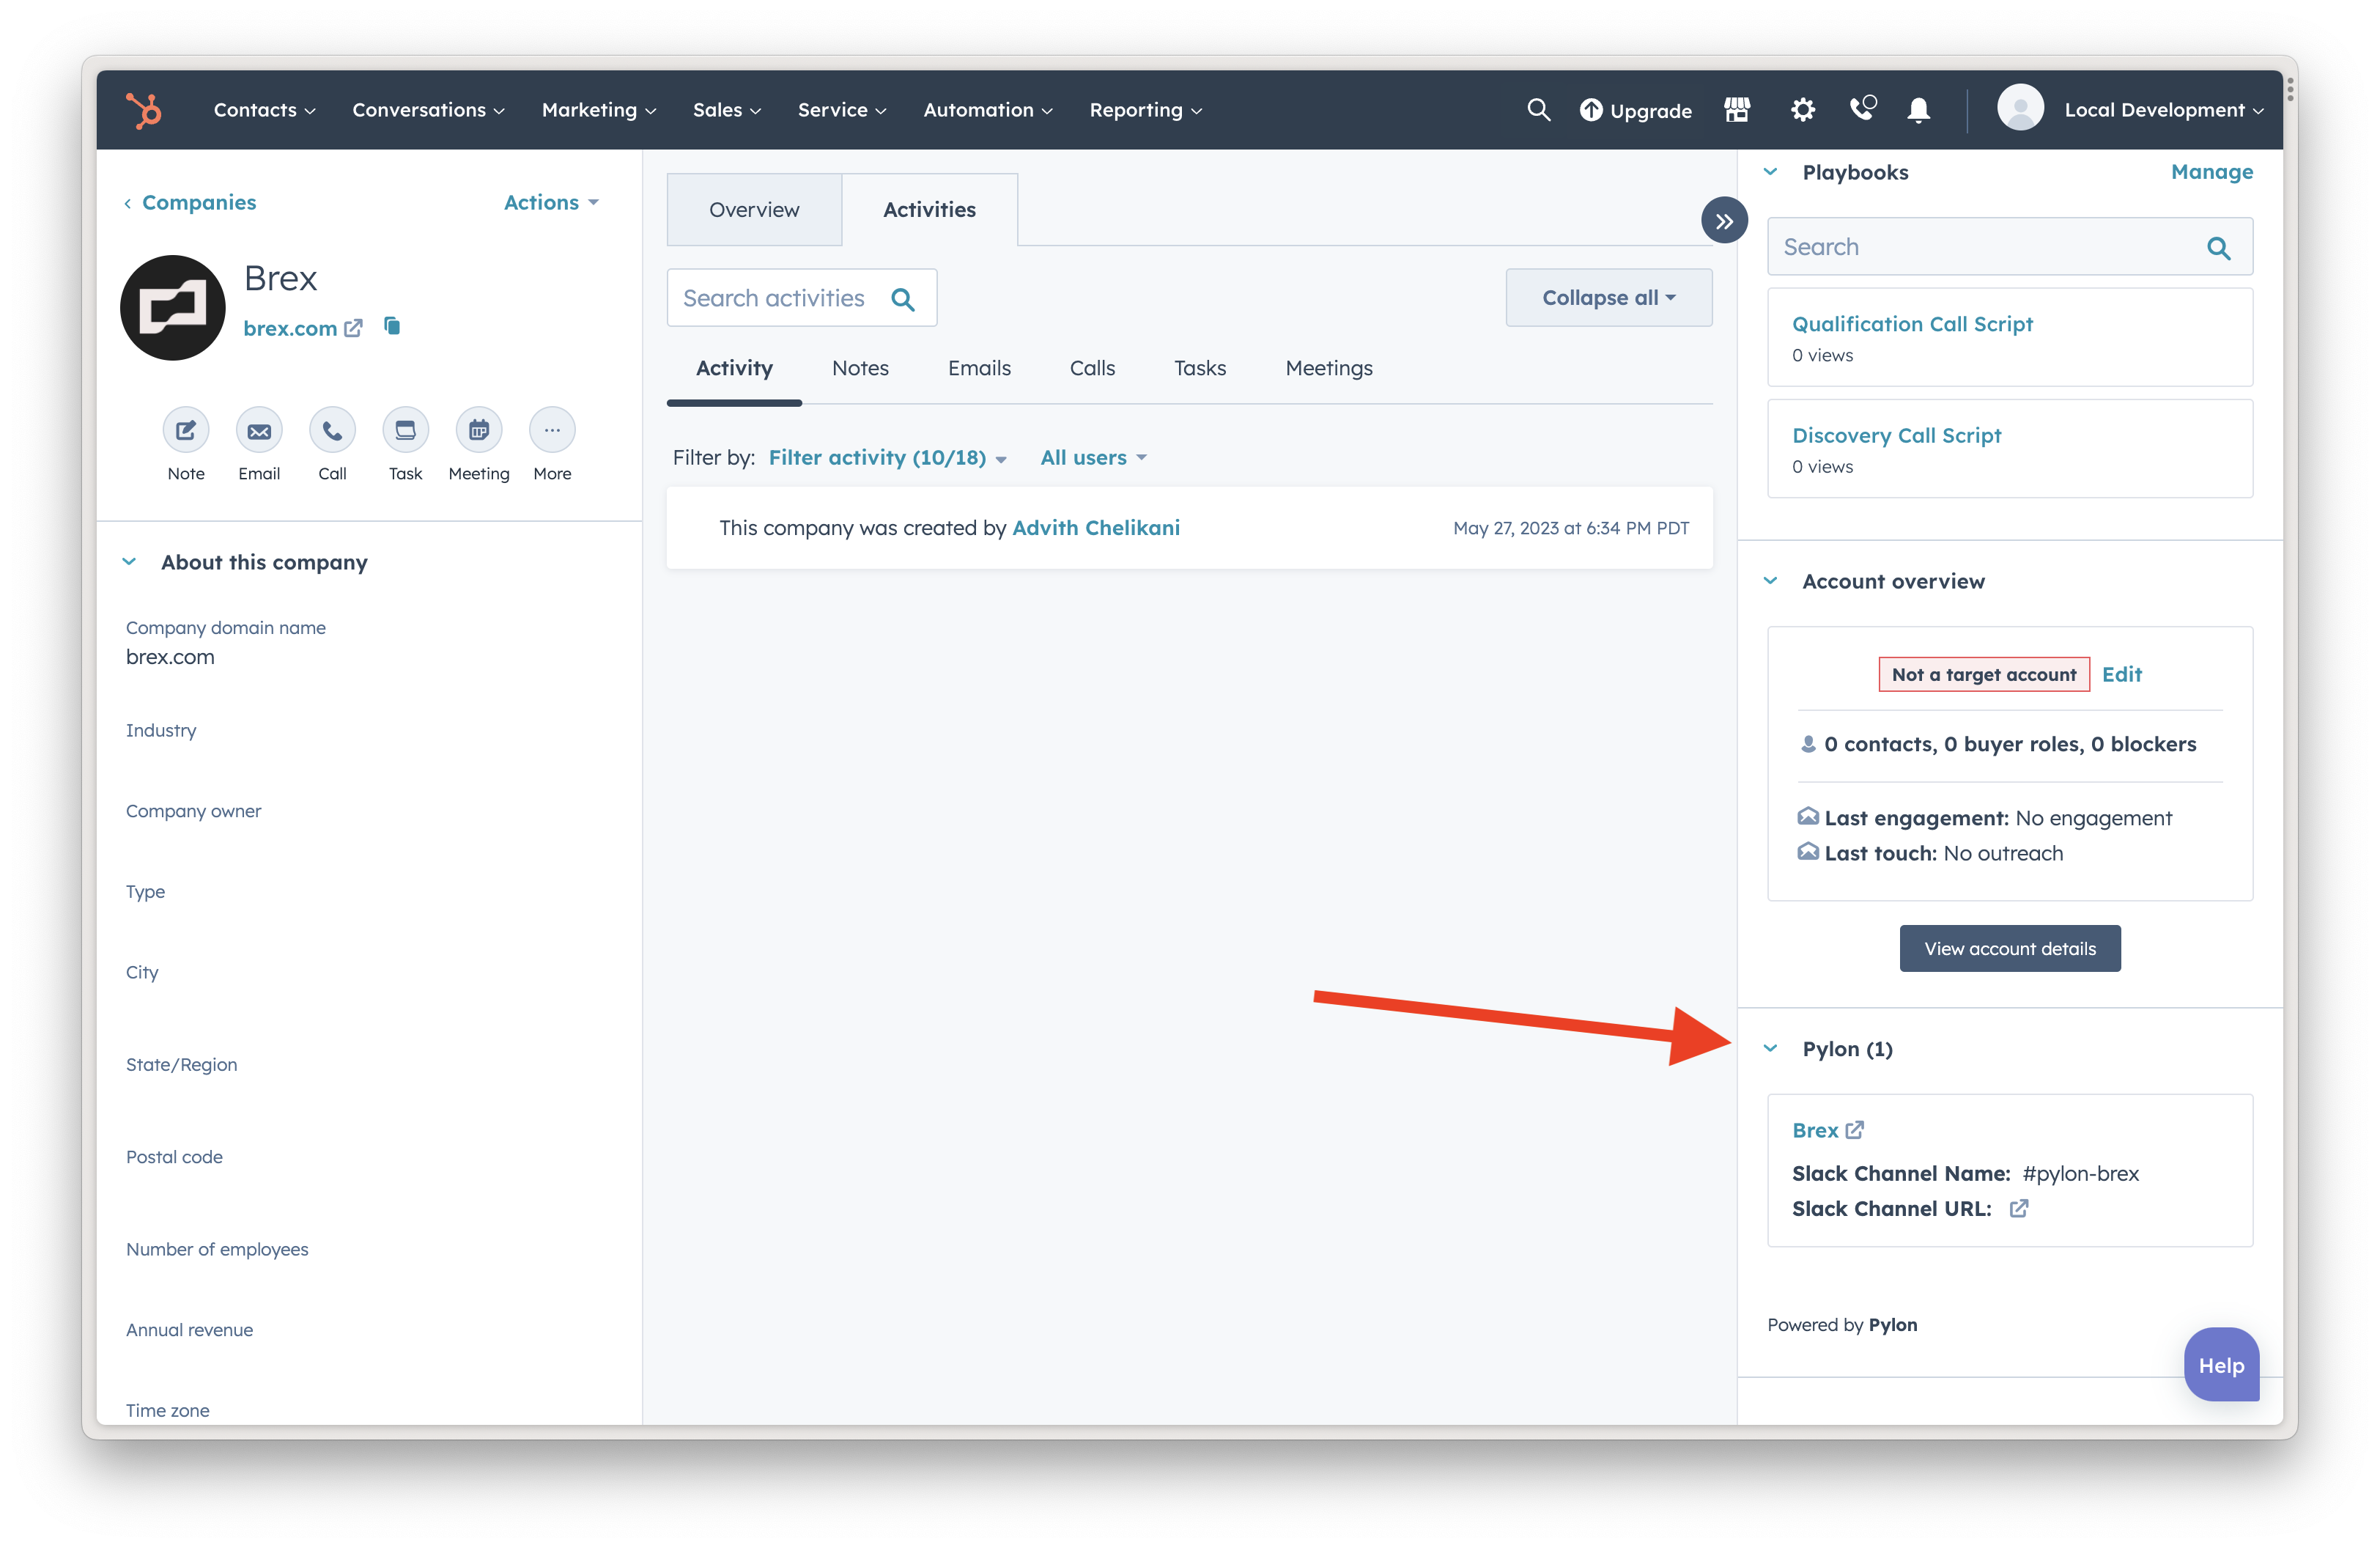 Contacts Conversations Marketing Sales Service Automation Reporting Upgrade Local Development
Companies Actions
Brex
brex.com
Note Email Call Task Meeting More
About this company
Company domain name
brex.com
Industry
Company owner
Type
City
State/Region
Postal code
Number of employees
Annual revenue
Time zone
Overview Activities
Search activities Collapse all
Activity Notes Emails Calls Tasks Meetings
Filter by: Filter activity (10/18) All users
This company was created by Advith Chelikani May 27, 2023 at 6:34 PM PDT
Playbooks Manage
Search
Qualification Call Script
0 views
Discovery Call Script
0 views
Account overview
Not a target account Edit
0 contacts, 0 buyer roles, 0 blockers
Last engagement: No engagement
Last touch: No outreach
View account details
Pylon (1)
Brex
Slack Channel Name: #pylon-brex
Slack Channel URL:
Powered by Pylon
Help